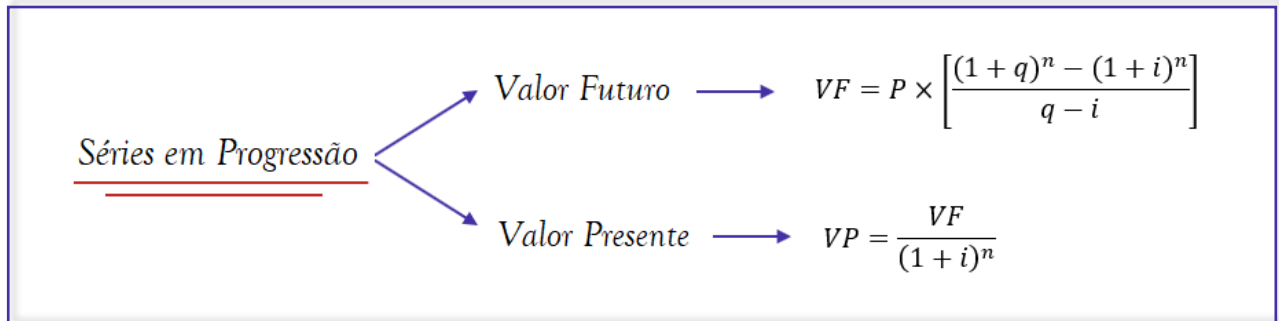 Valor Futuro
VF = P × [((1 + q)^n − (1 + i)^n) / (q − i)]
Séries em Progressão
Valor Presente
VP = VF / (1 + i)^n